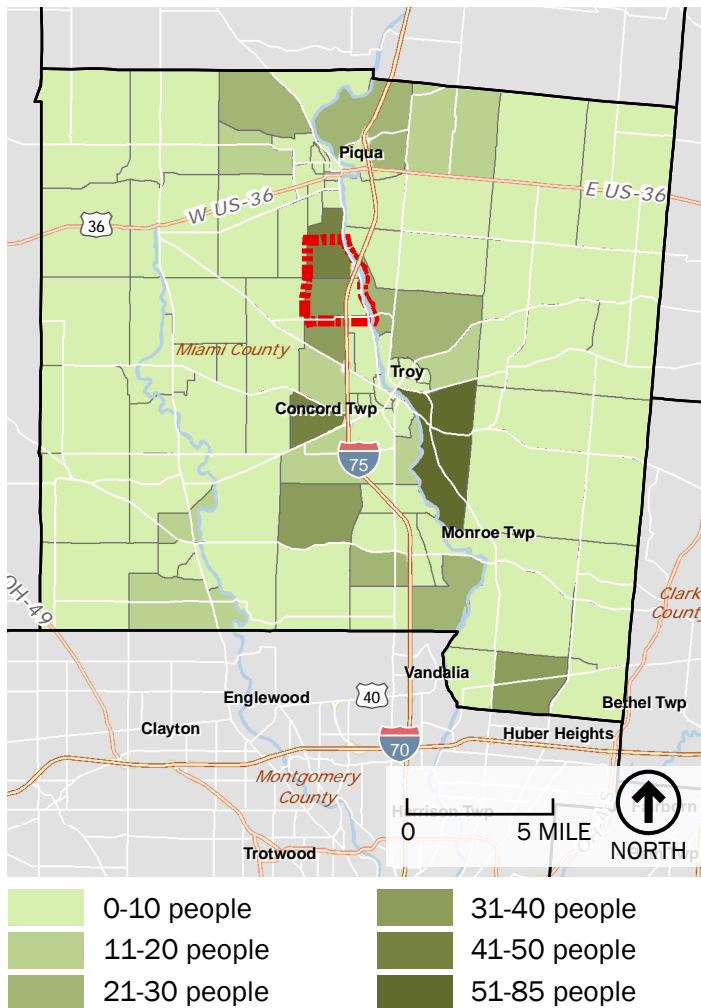 Piqua
W US-36
E US-36
36
Miami County
Troy
Concord Twp
75
Monroe Twp
OH-49
Clark
County
Vandalia
Englewood
40
Bethel Twp
Clayton
Huber Heights
70
Montgomery
County
Harrison Twp
Fairborn
0 5 MILE
NORTH
Trotwood
0-10 people 31-40 people
11-20 people 41-50 people
21-30 people 51-85 people